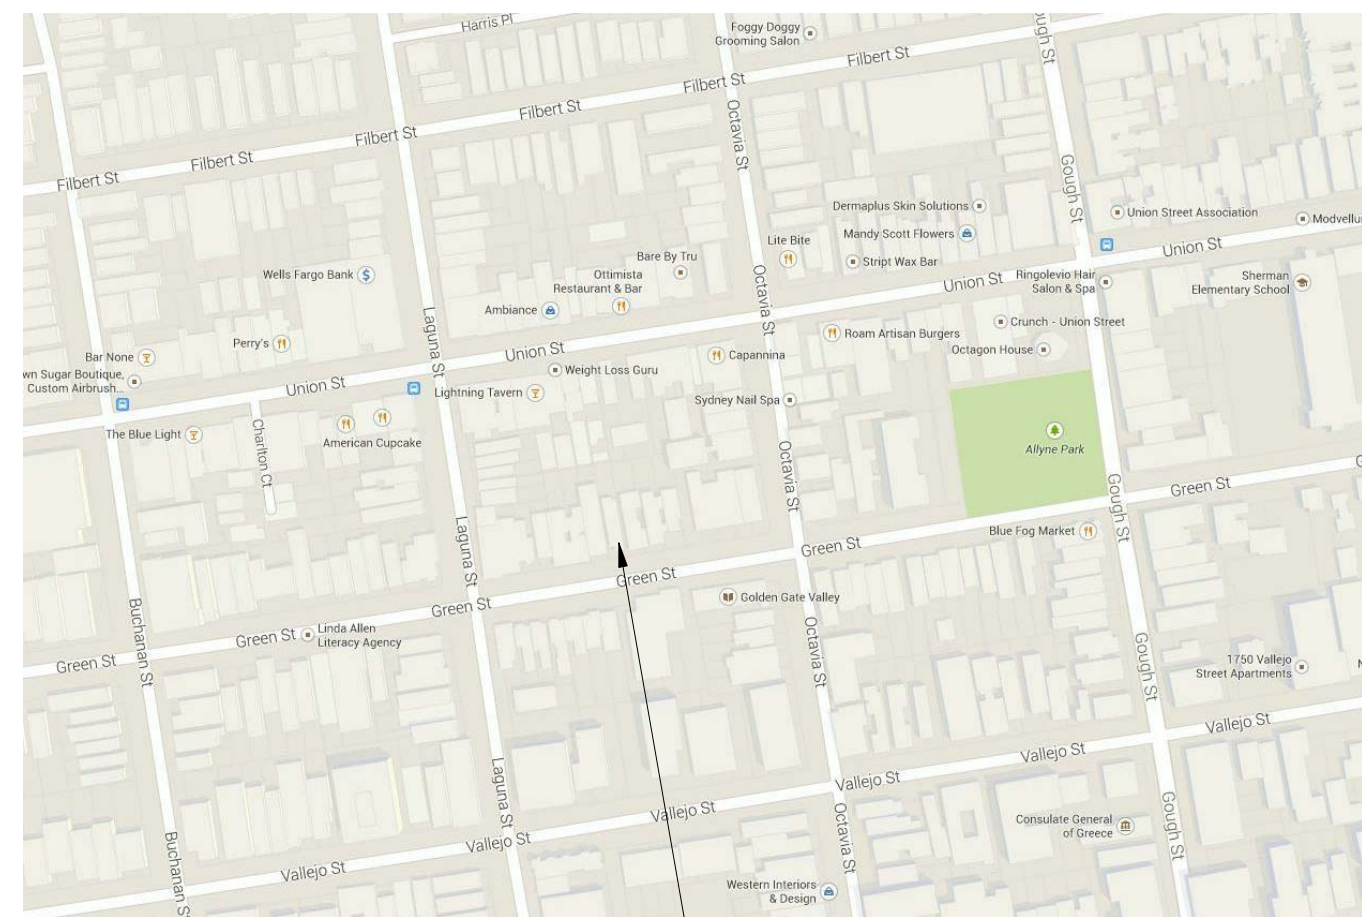 Harris Pl
Foggy Doggy
Grooming Salon
Gough St
Filbert St
Filbert St
Filbert St
Filbert St
Filbert St
Filbert St
Octavia St
Gough St
Dermaplus Skin Solutions
Union Street Association
Modvellu
Mandy Scott Flowers
Lite Bite
Union St
Bare By Tru
Stript Wax Bar
Wells Fargo Bank
Ottimista
Restaurant & Bar
Octavia St
Union St
Ringolevio Hair
Salon & Spa
Sherman
Elementary School
Ambiance
Laguna St
Crunch - Union Street
Roam Artisan Burgers
Perry's
Octagon House
Bar None
Union St
Capannina
wn Sugar Boutique,
Custom Airbrush...
Weight Loss Guru
Union St
Lightning Tavern
Sydney Nail Spa
The Blue Light
Charlton Ct
American Cupcake
Allyne Park
Octavia St
Green St
Gough St
Blue Fog Market
Laguna St
Green St
Green St
Golden Gate Valley
Green St
Buchanan St
Linda Allen
Literacy Agency
Green St
Octavia St
Green St
Gough St
1750 Vallejo
Street Apartments
Vallejo St
Vallejo St
Laguna St
Vallejo St
Vallejo St
Octavia St
Gough St
Consulate General
of Greece
Vallejo St
Buchanan S
Vallejo St
Western Interiors
& Design